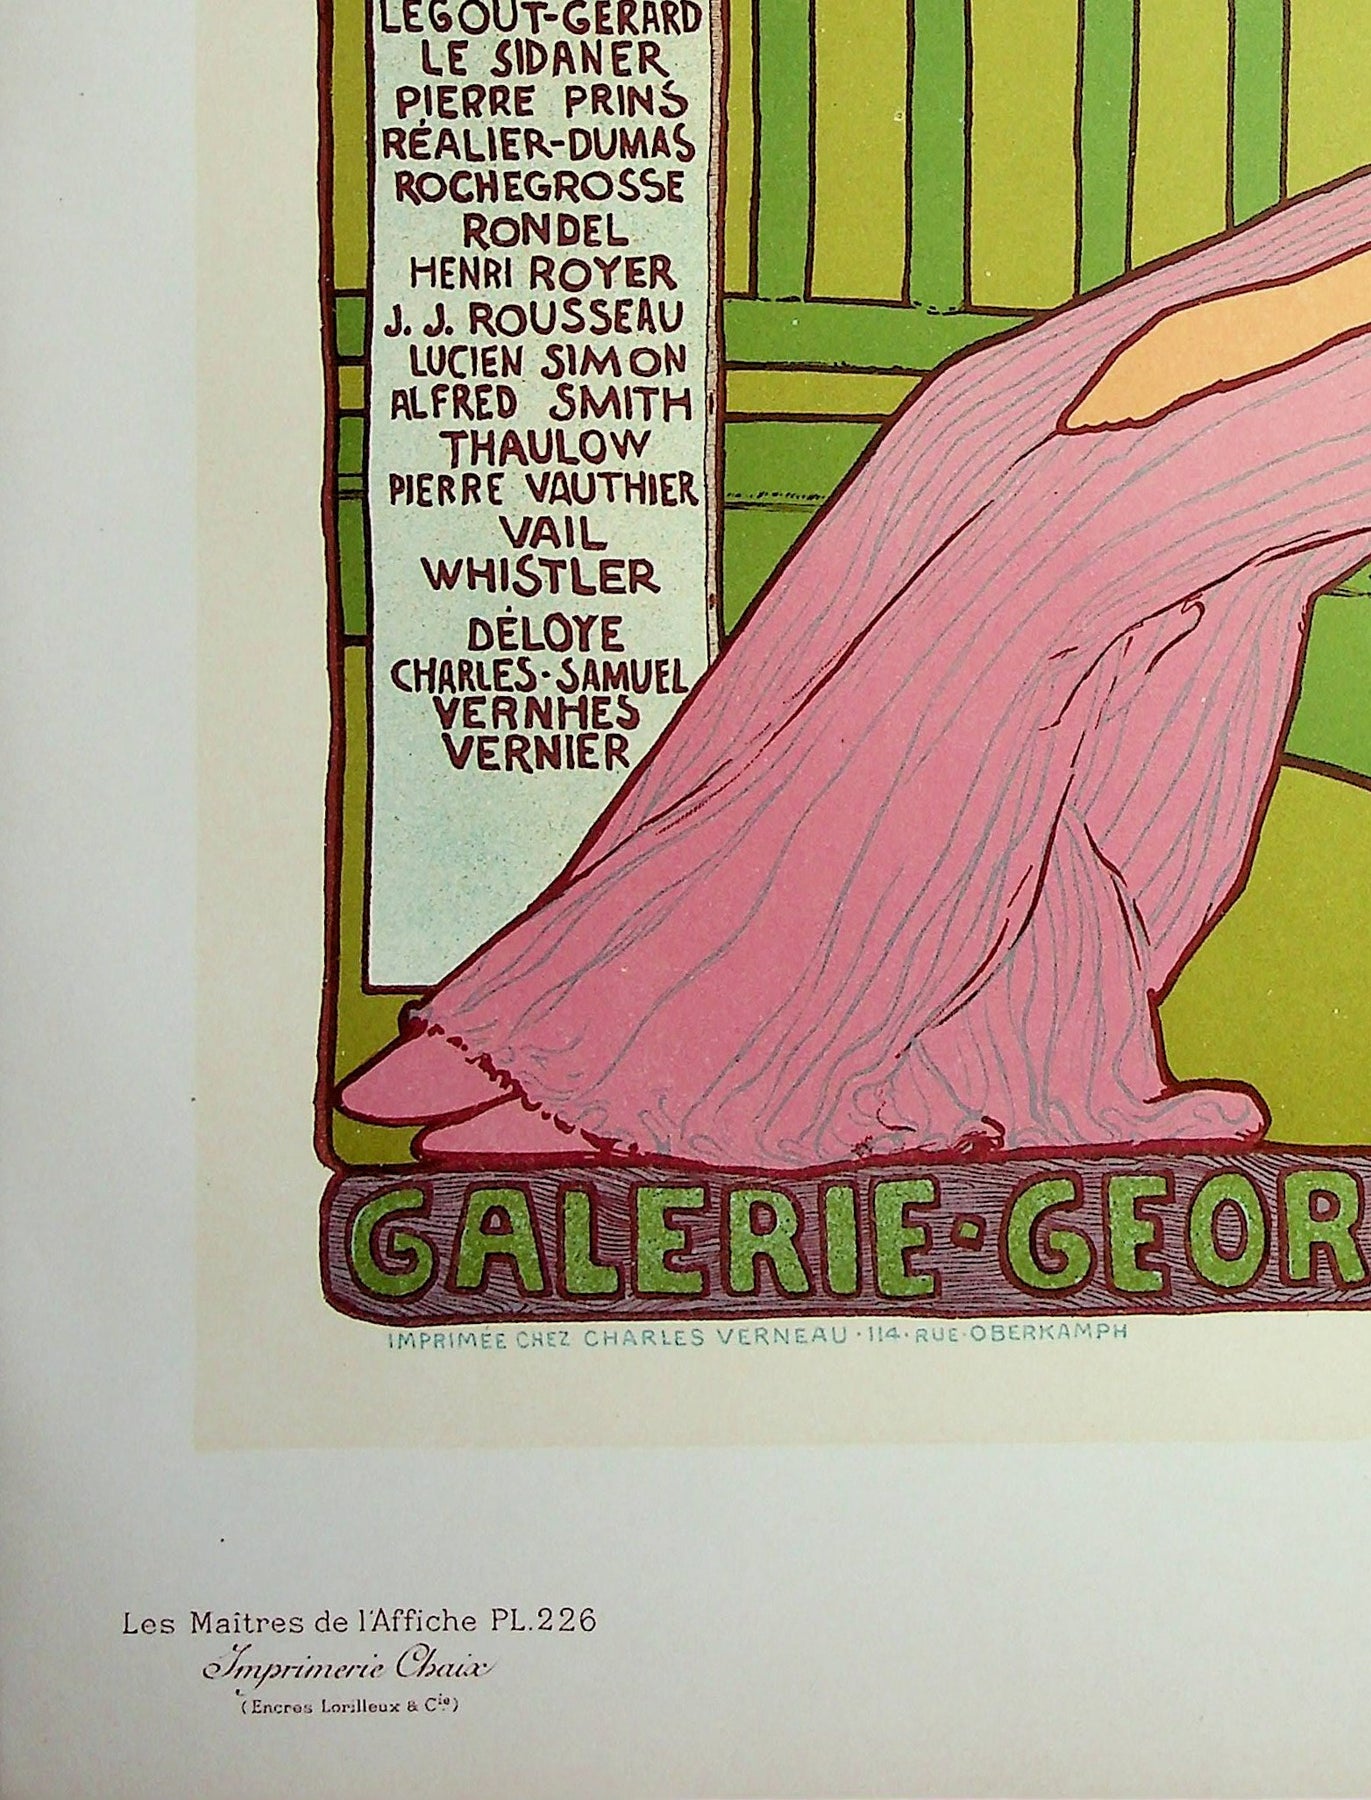 LEGOUT-GERARD
LE SIDANER
PIERRE PRINS
RÉALIER-DUMAS
ROCHEGROSSE
RONDEL
HENRI ROYER
J. J. ROUSSEAU
LUCIEN SIMON
ALFRED SMITH
THAULOW
PIERRE VAUTHIER
VAIL
WHISTLER
DÉLOYE
CHARLES·SAMUEL
VERNHES
VERNIER
GALERIE·GEOR
IMPRIMÉE CHEZ CHARLES VERNEAU·114·RUE·OBERKAMPH
Les Maîtres de l'Affiche PL.226
Imprimerie Chaix
(Encres Lorilleux & Cie)